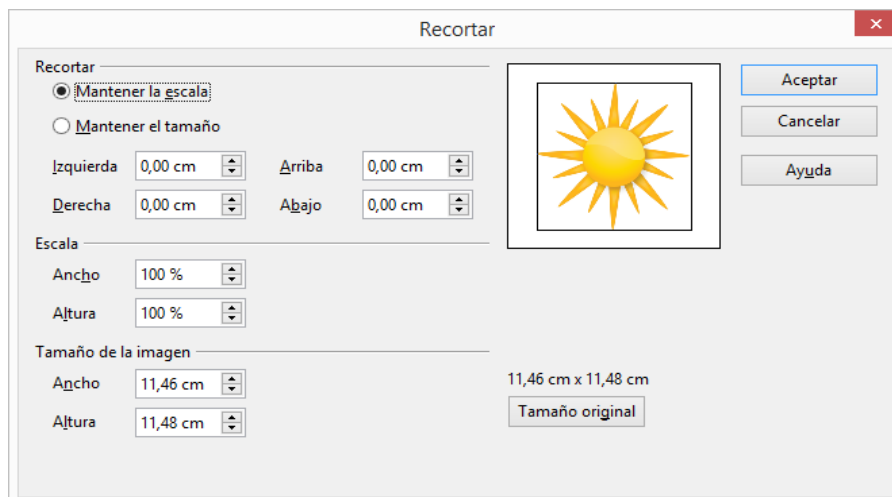 Recortar
Recortar
Mantener la escala
Mantener el tamaño
Izquierda 0,00 cm Arriba 0,00 cm
Derecha 0,00 cm Abajo 0,00 cm
Escala
Ancho 100 %
Altura 100 %
Tamaño de la imagen
Ancho 11,46 cm
Altura 11,48 cm
11,46 cm x 11,48 cm
Tamaño original
Aceptar
Cancelar
Ayuda